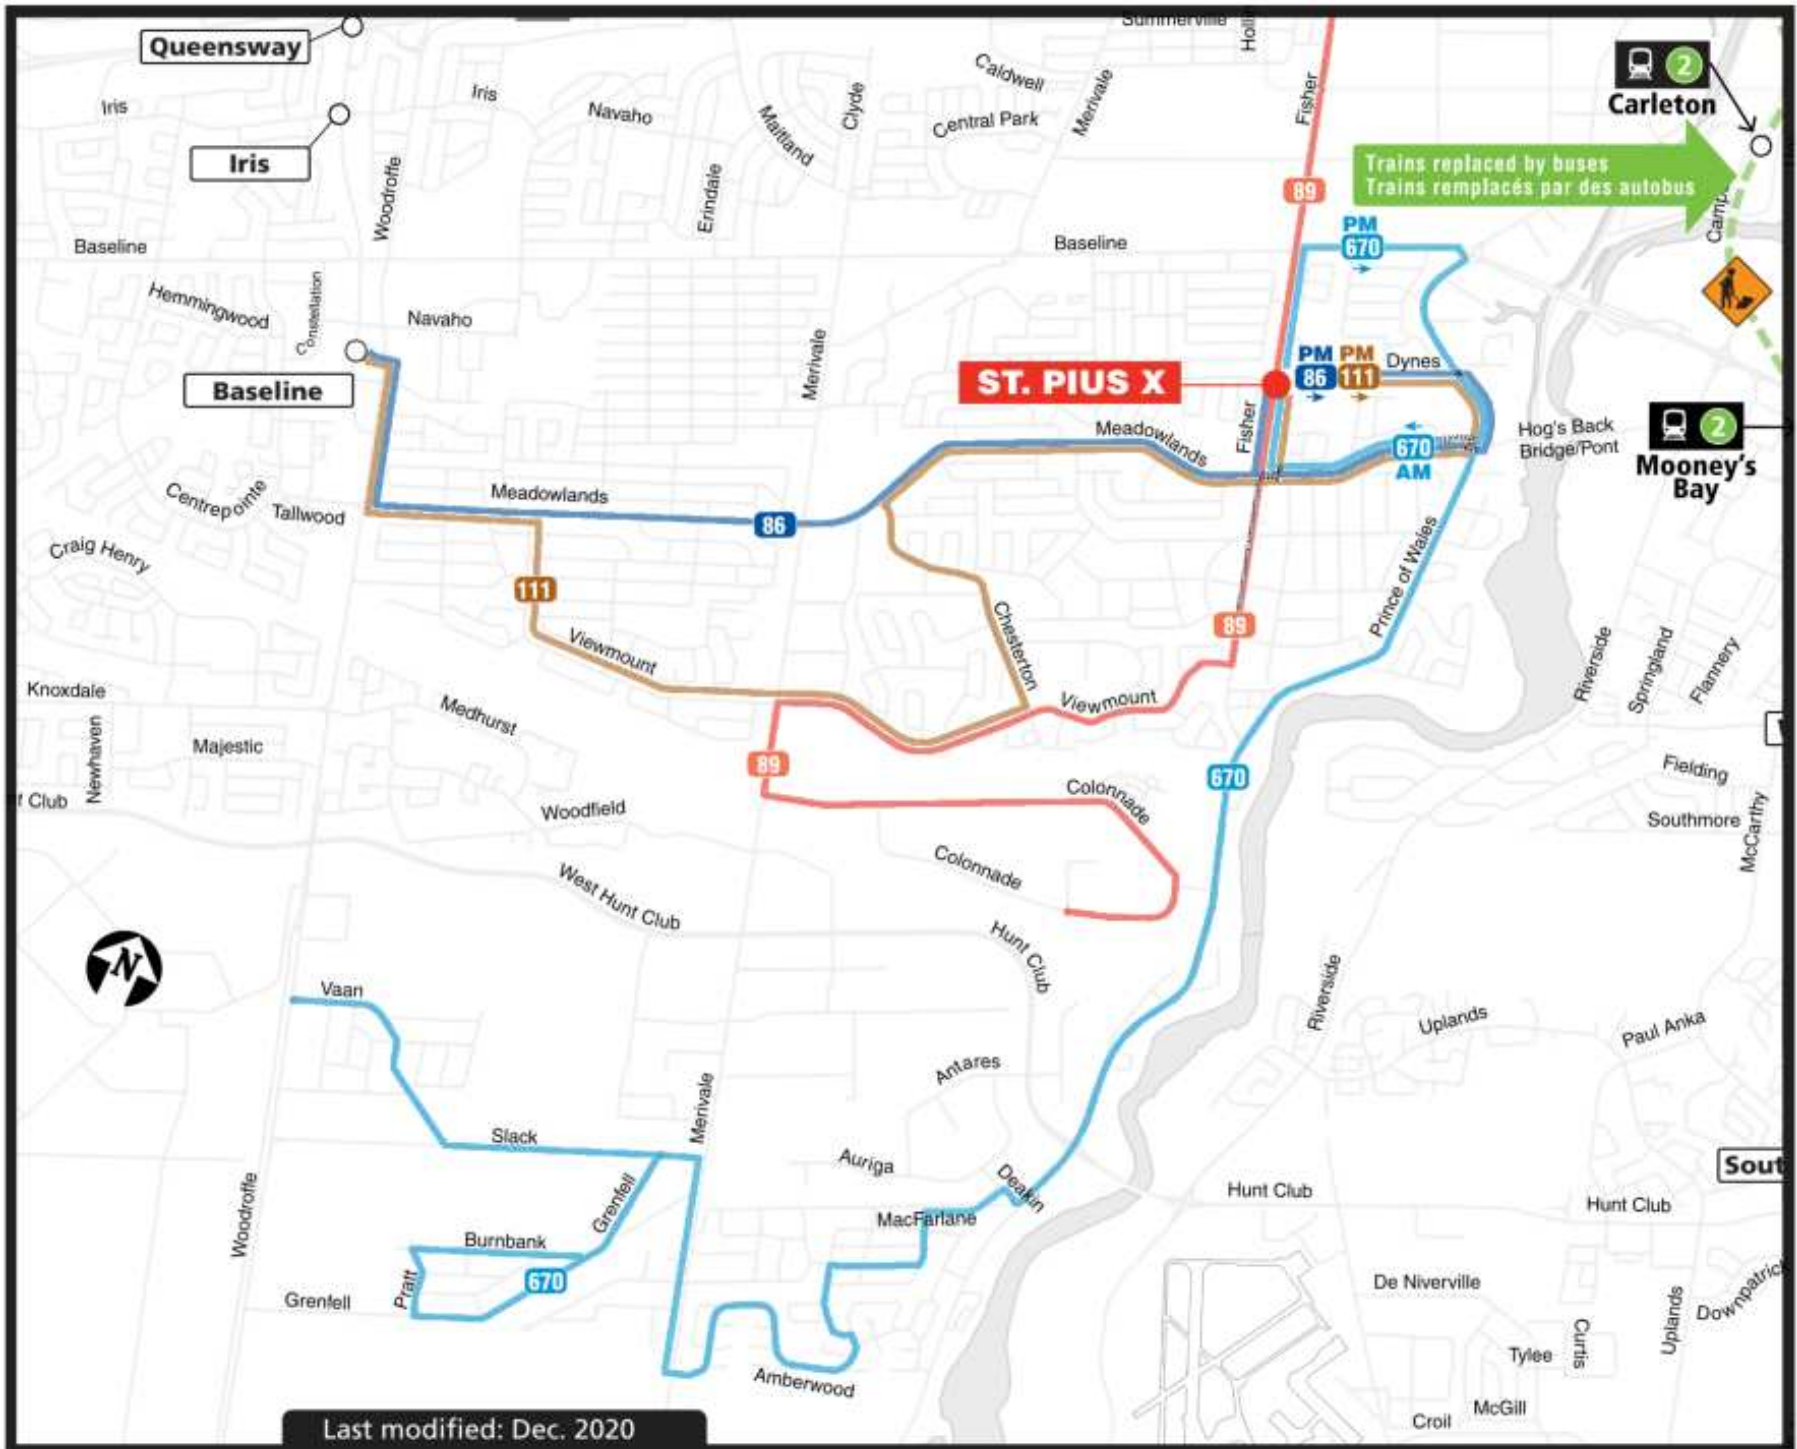 Summerville
Queensway
2
Carleton
Caldwell
Iris
Iris
Navaho
Maitland
Clyde
Central Park
Merivale
Fisher
Iris
Woodroffe
Erindale
Trains replaced by buses
Trains remplacés par des autobus
89
Baseline
Baseline
PM
670
Hemmingwood
Constellation
Navaho
Merivale
Baseline
ST. PIUS X
PM PM
86 111
Dynes
Fisher
Meadowlands
670
AM
Hog's Back
Bridge/Pont
2
Mooney's
Bay
Centrepointe
Tallwood
Meadowlands
86
Craig Henry
111
Prince of Wales
Chesterton
89
Viewmount
Viewmount
Riverside
Springland
Flannery
Knoxdale
Newhaven
Majestic
Medhurst
89
670
Fielding
t Club
Woodfield
Colonnade
Southmore
McCarthy
Colonnade
West Hunt Club
Hunt Club
N
Vaan
Riverside
Uplands
Paul Anka
Antares
Merivale
Slack
Auriga
Deakin
Sout
Woodroffe
Grenfell
MacFarlane
Hunt Club
Hunt Club
Burnbank
670
Grenfell
Pratt
De Niverville
Uplands
Downpatrick
Curtis
Tylee
Amberwood
McGill
Croil
Last modified: Dec. 2020